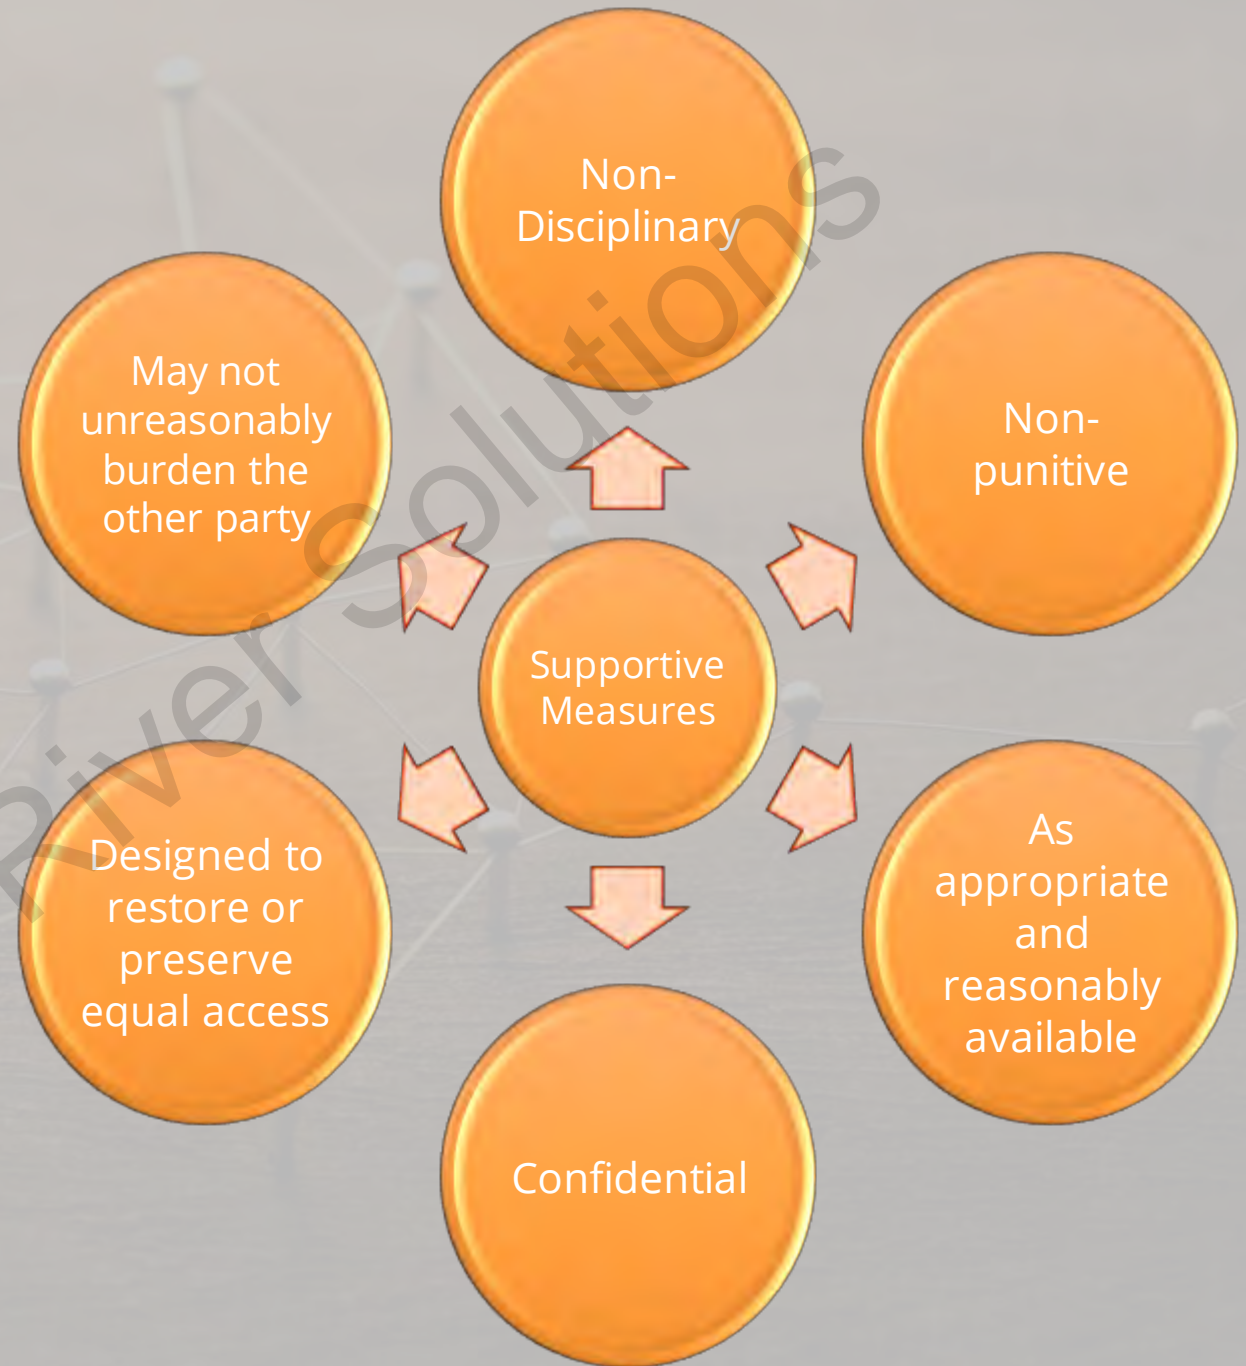 Non-
Disciplinary
Non-
punitive
As
appropriate
and
reasonably
available
Confidential
Designed to
restore or
preserve
equal access
May not
unreasonably
burden the
other party
Supportive
Measures
River Solutions